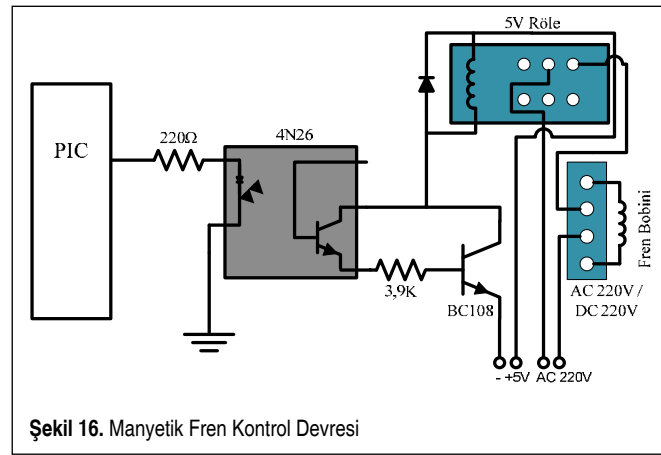 5V Röle
PIC
220Ω
4N26
3,9K
BC108
Fren Bobini
AC 220V /
DC 220V
- +5V AC 220V
Şekil 16. Manyetik Fren Kontrol Devresi